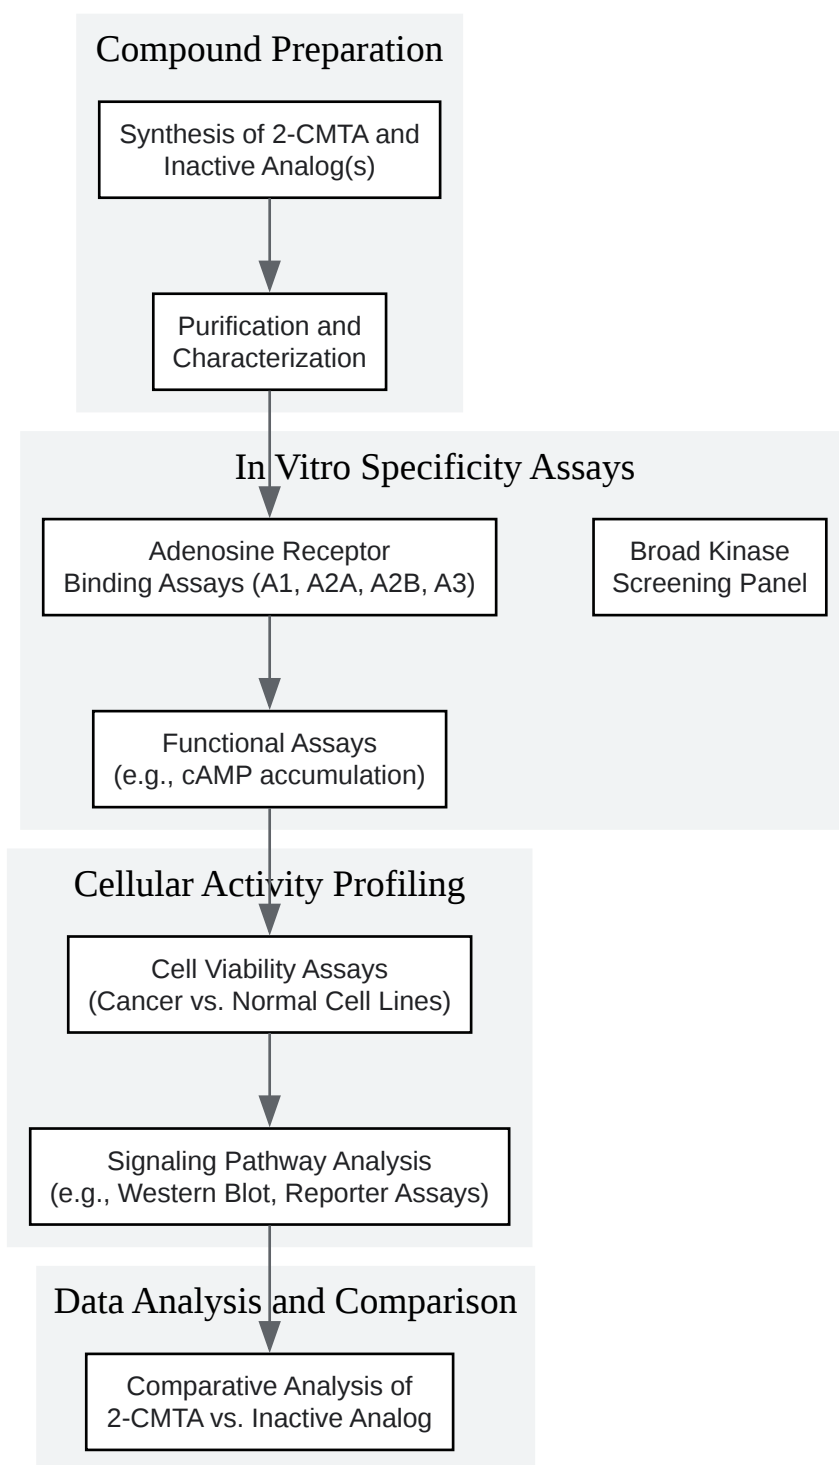 Compound Preparation
Synthesis of 2-CMTA and
Inactive Analog(s)
Purification and
Characterization
In Vitro Specificity Assays
Adenosine Receptor
Binding Assays (A1, A2A, A2B, A3)
Broad Kinase
Screening Panel
Functional Assays
(e.g., cAMP accumulation)
Cellular Activity Profiling
Cell Viability Assays
(Cancer vs. Normal Cell Lines)
Signaling Pathway Analysis
(e.g., Western Blot, Reporter Assays)
Data Analysis and Comparison
Comparative Analysis of
2-CMTA vs. Inactive Analog